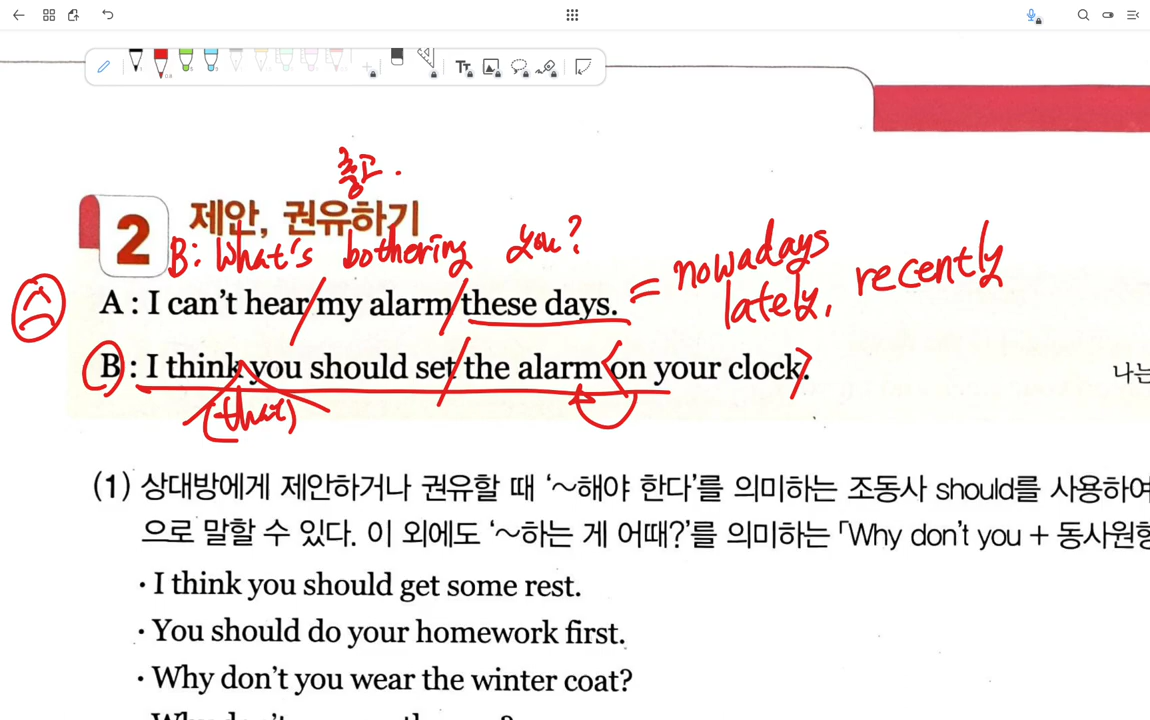 충고.
2 제안, 권유하기
B: What's bothering you?
A : I can't hear my alarm these days. = nowadays
lately, recently
B : I think you should set the alarm on your clock.
(that)
나는
(1) 상대방에게 제안하거나 권유할 때 '~해야 한다'를 의미하는 조동사 should를 사용하여
으로 말할 수 있다. 이 외에도 '~하는 게 어때?'를 의미하는 「Why don't you + 동사원형
· I think you should get some rest.
· You should do your homework first.
· Why don't you wear the winter coat?